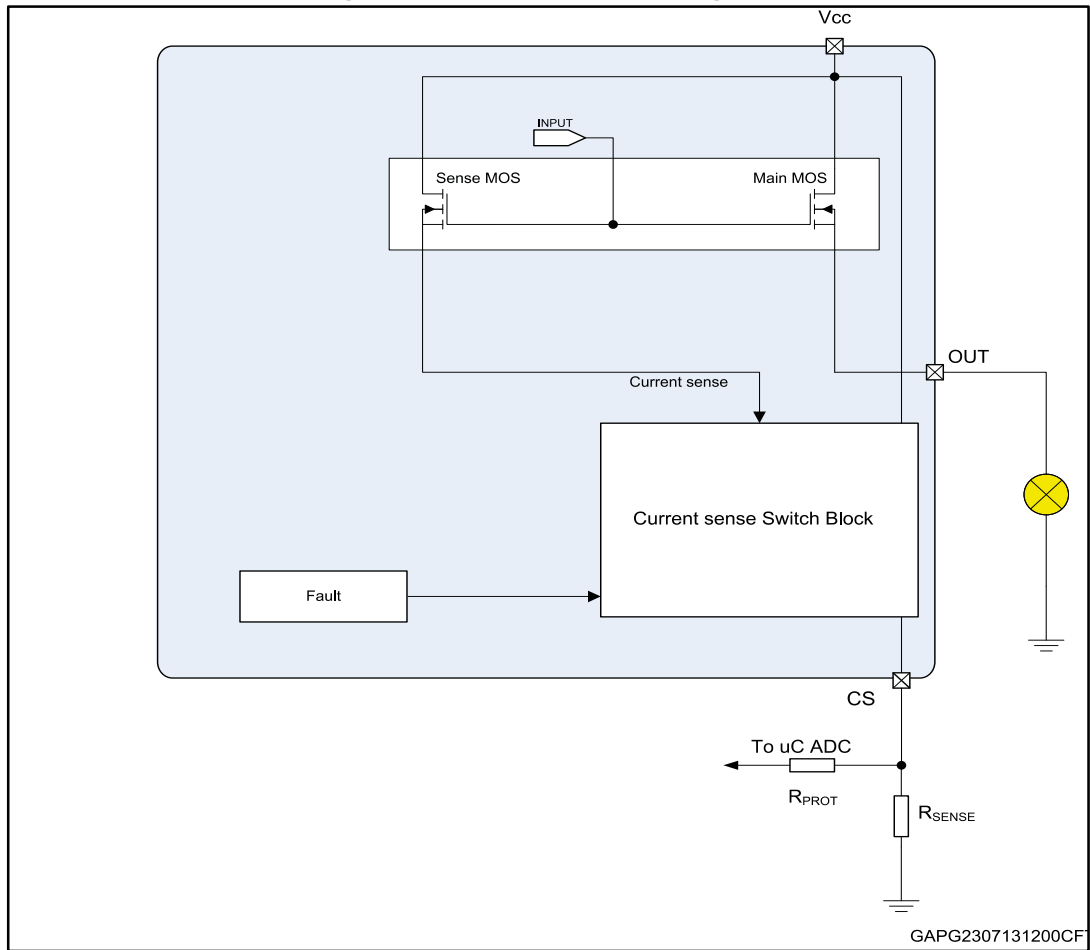 Vcc
INPUT
Sense MOS
Main MOS
OUT
Current sense
Current sense Switch Block
Fault
CS
To uC ADC
RPROT
RSENSE